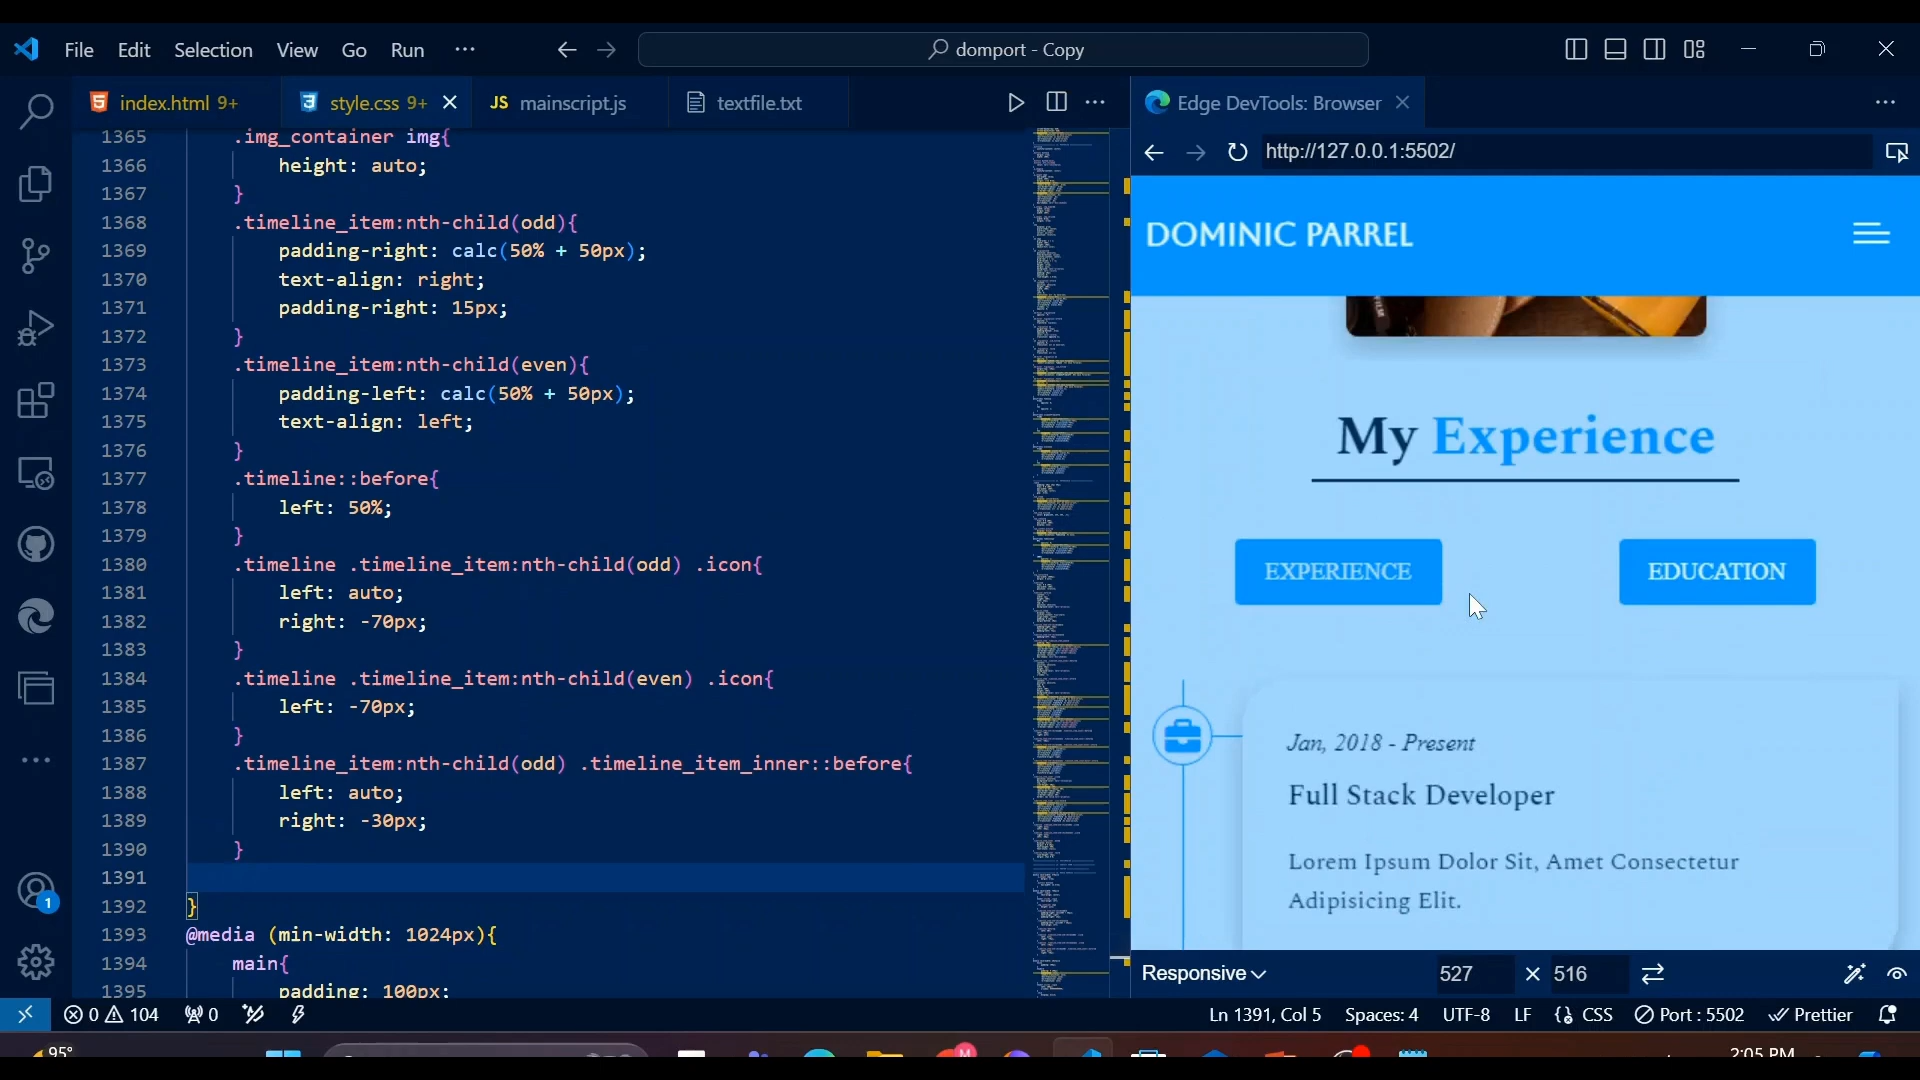 File Edit Selection View Go Run ···
domport - Copy
index.html 9+
style.css 9+
JS mainscript.js
textfile.txt
1365 .img_container img{
1366 height: auto;
1367 }
1368 .timeline_item:nth-child(odd){
1369 padding-right: calc(50% + 50px);
1370 text-align: right;
1371 padding-right: 15px;
1372 }
1373 .timeline_item:nth-child(even){
1374 padding-left: calc(50% + 50px);
1375 text-align: left;
1376 }
1377 .timeline::before{
1378 left: 50%;
1379 }
1380 .timeline .timeline_item:nth-child(odd) .icon{
1381 left: auto;
1382 right: -70px;
1383 }
1384 .timeline .timeline_item:nth-child(even) .icon{
1385 left: -70px;
1386 }
1387 .timeline_item:nth-child(odd) .timeline_item_inner::before{
1388 left: auto;
1389 right: -30px;
1390 }
1391
1392 }
1393 @media (min-width: 1024px){
1394 main{
1395 padding: 100px;
Edge DevTools: Browser
http://127.0.0.1:5502/
DOMINIC PARREL
My Experience
EXPERIENCE
EDUCATION
Jan, 2018 - Present
Full Stack Developer
Lorem Ipsum Dolor Sit, Amet Consectetur
Adipisicing Elit.
Responsive 527 × 516
1
0 104 0
Ln 1391, Col 5 Spaces: 4 UTF-8 LF CSS Port : 5502 Prettier
95°
M
2:05 PM